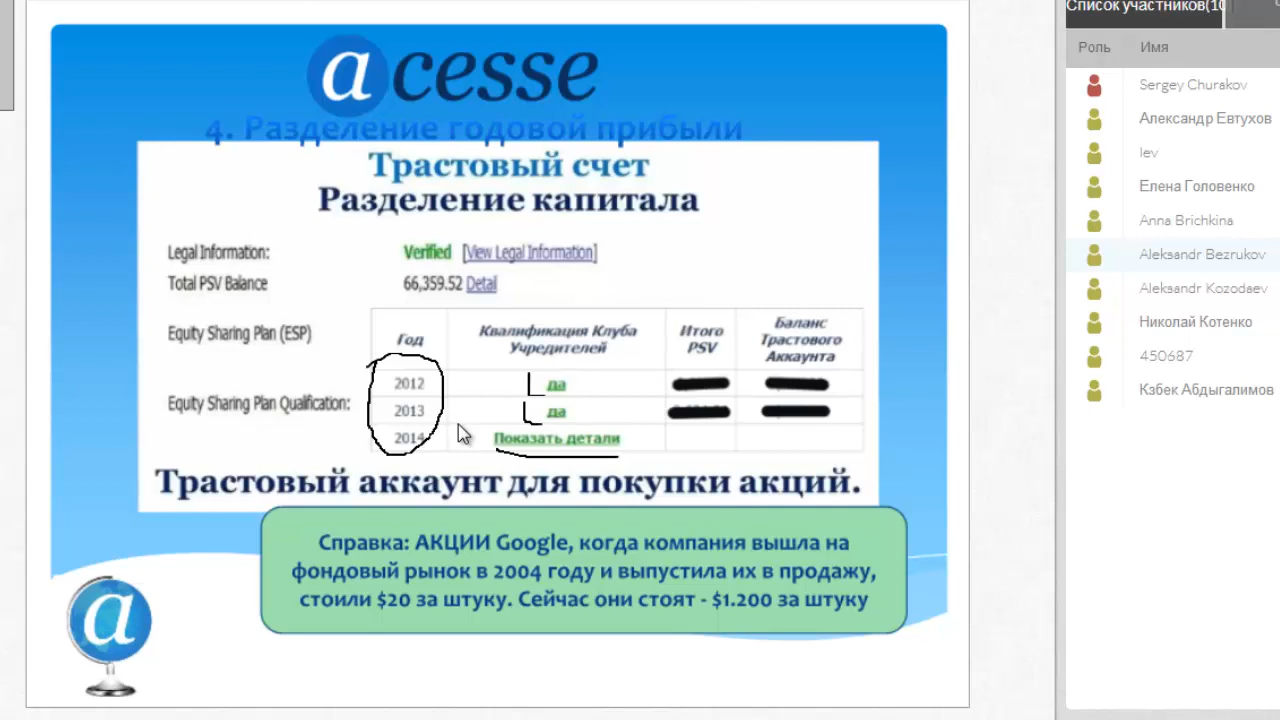 acesse
4. Разделение годовой прибыли
Трастовый счет
Разделение капитала
Legal Information: Verified [View Legal Information]
Total PSV Balance 66,359.52 Detail
Equity Sharing Plan (ESP)
Год Квалификация Клуба Учредителей Итого PSV Баланс Трастового Аккаунта
Equity Sharing Plan Qualification:
2012 да
2013 да
2014 Показать детали
Трастовый аккаунт для покупки акций.
Справка: АКЦИИ Google, когда компания вышла на
фондовый рынок в 2004 году и выпустила их в продажу,
стоили $20 за штуку. Сейчас они стоят - $1.200 за штуку
a
Список участников(10
Роль Имя
Sergey Churakov
Александр Евтухов
lev
Елена Головенко
Anna Brichkina
Aleksandr Bezrukov
Aleksandr Kozodaev
Николай Котенко
450687
Кзбек Абдыгалимов